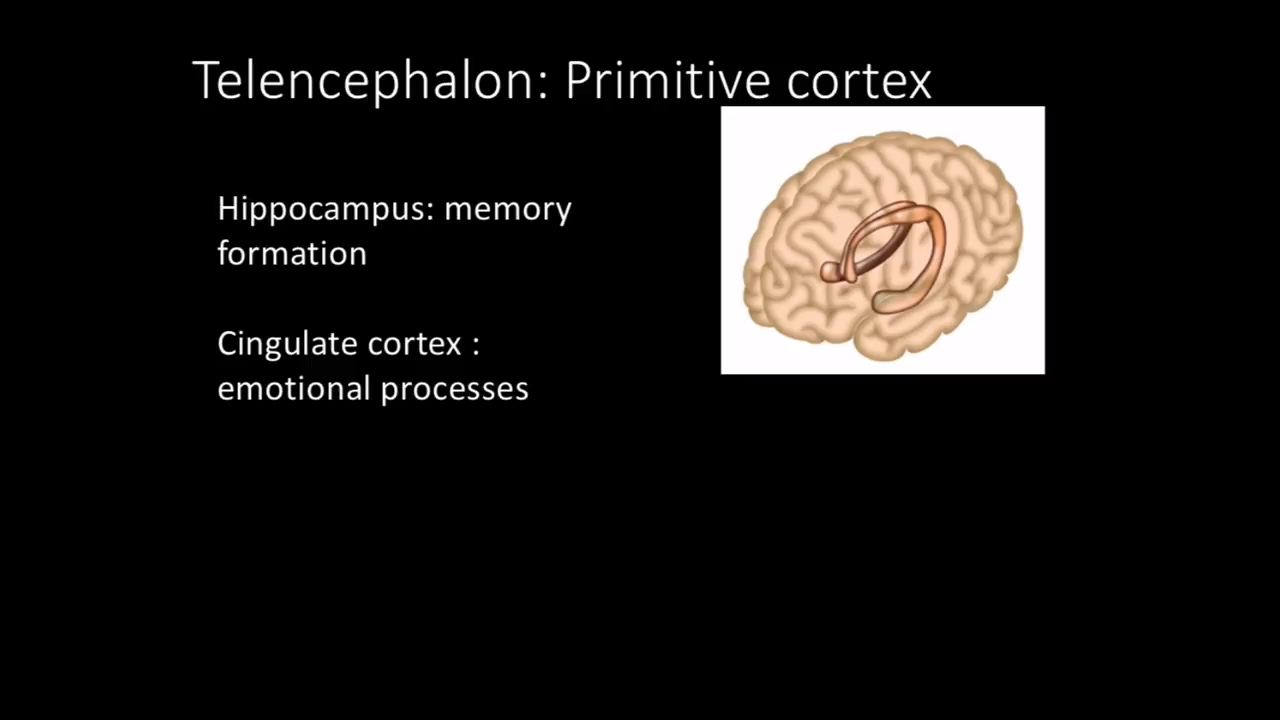 Telencephalon: Primitive cortex
Hippocampus: memory
formation
Cingulate cortex :
emotional processes